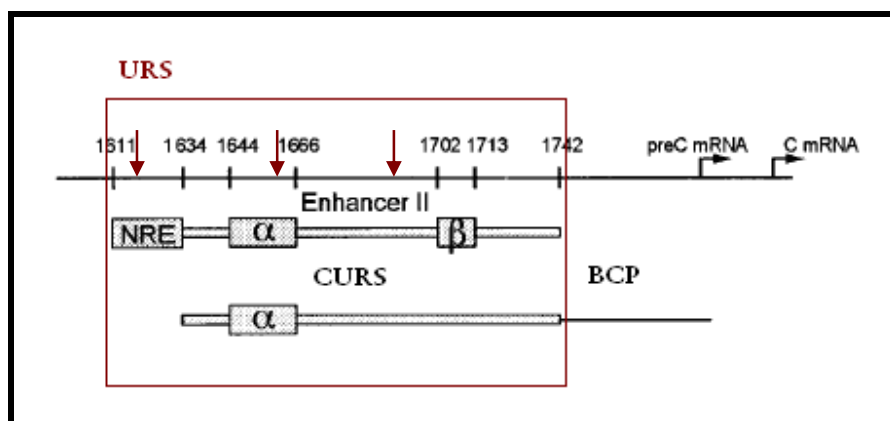 URS
1611 1634 1644 1666 1702 1713 1742 preC mRNA C mRNA
Enhancer II
NRE α β
CURS BCP
α